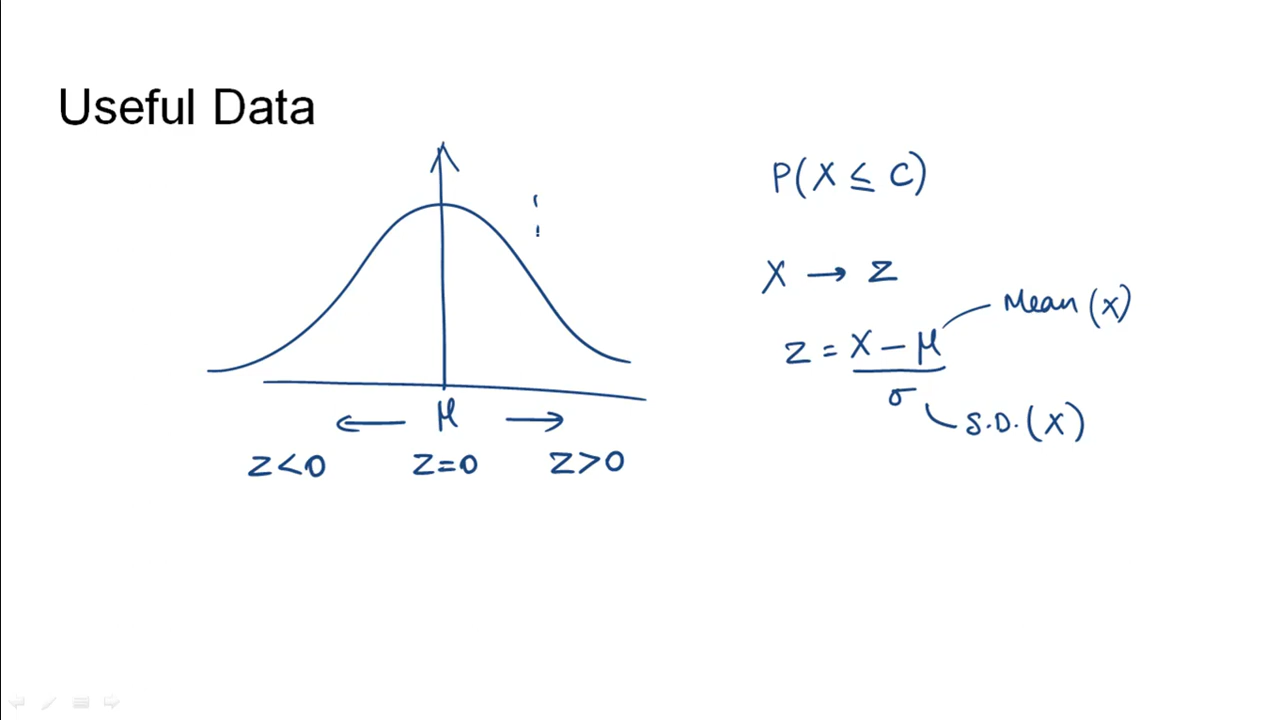 Useful Data
P(X ≤ C)
X → Z
Z = X − μ
σ
Mean (X)
S.D. (X)
μ
Z<0 Z=0 Z>0